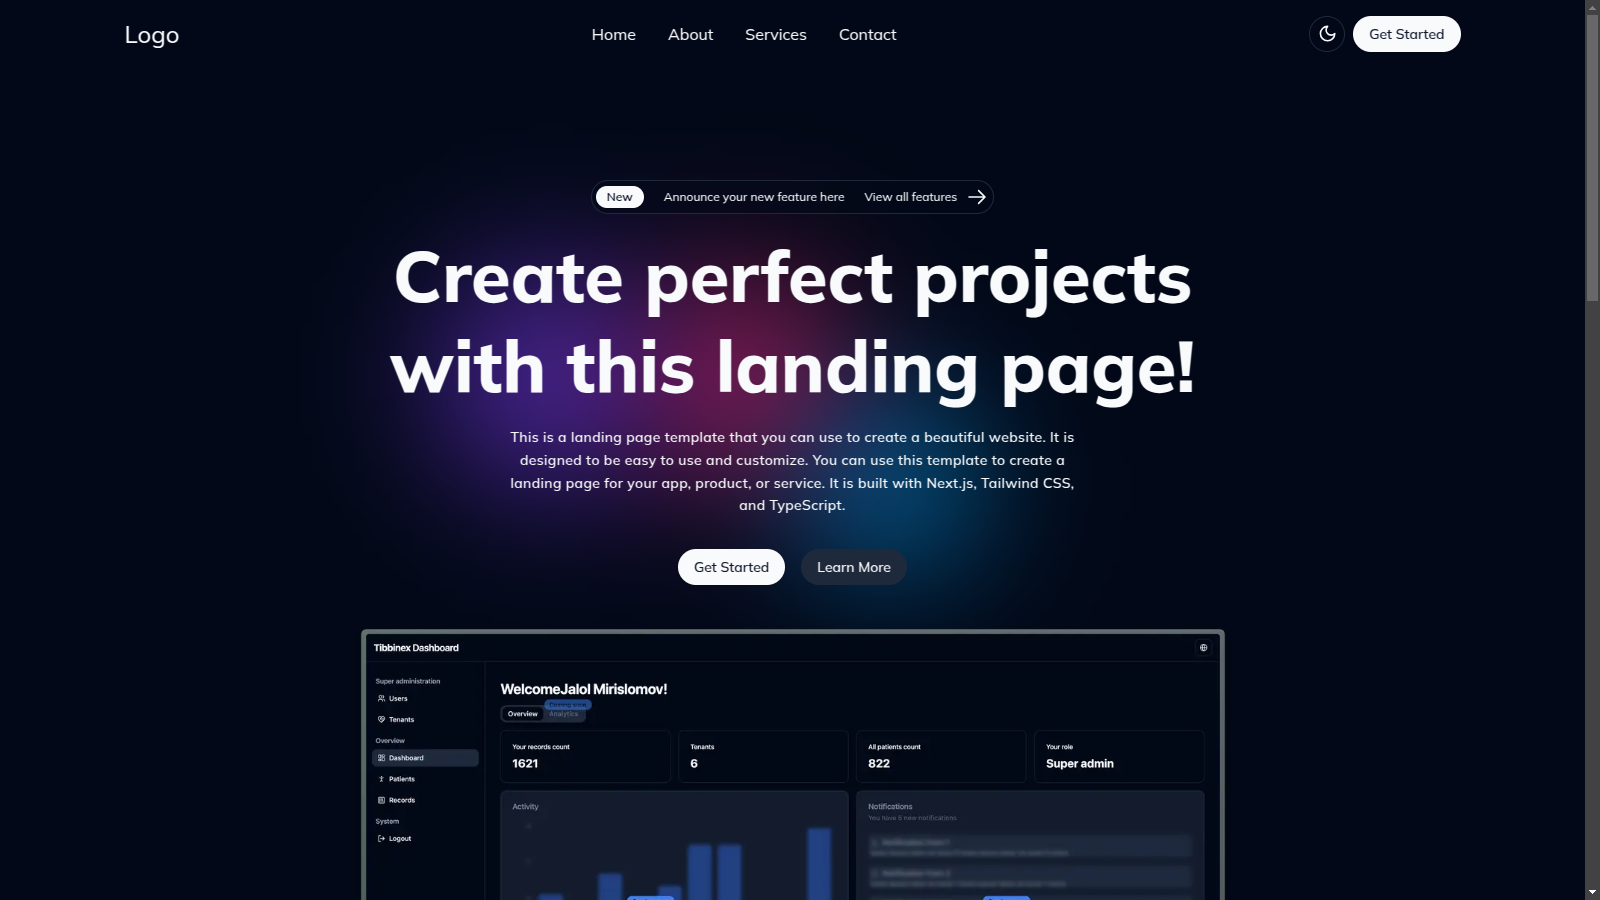 Logo
Home About Services Contact
Get Started
New Announce your new feature here View all features
Create perfect projects
with this landing page!
This is a landing page template that you can use to create a beautiful website. It is
designed to be easy to use and customize. You can use this template to create a
landing page for your app, product, or service. It is built with Next.js, Tailwind CSS,
and TypeScript.
Get Started Learn More
Tibbinex Dashboard
Super administration
Users
Tenants
Overview
Dashboard
Patients
Records
System
Logout
WelcomeJalol Mirislomov!
Coming soon
Overview Analytics
Your records count
1621
Tenants
6
All patients count
822
Your role
Super admin
Activity
Notifications
You have 6 new notifications